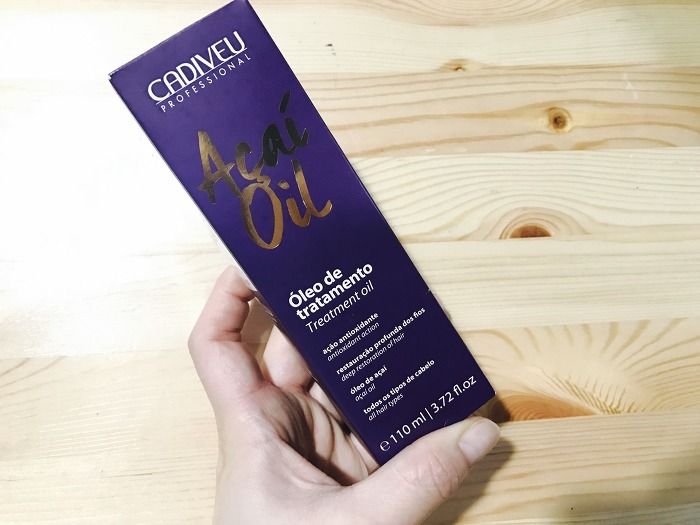 CADIVEU
PROFESSIONAL
Açaí
Oil
Óleo de
tratamento
Treatment oil
ação antioxidante
antioxidant action
restauração profunda dos fios
deep restoration of hair
óleo de açaí
açaí oil
todos os tipos de cabelo
all hair types
℮ 110 ml | 3.72 fl.oz